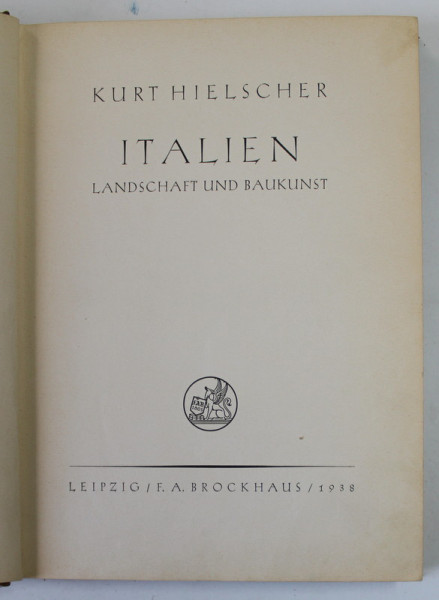 KURT HIELSCHER
ITALIEN
LANDSCHAFT UND BAUKUNST
LEIPZIG / F. A. BROCKHAUS / 1938